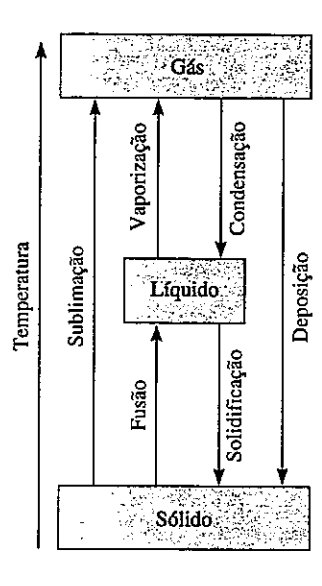 Gás
Temperatura
Sublimação
Vaporização
Condensação
Deposição
Líquido
Fusão
Solidificação
Sólido